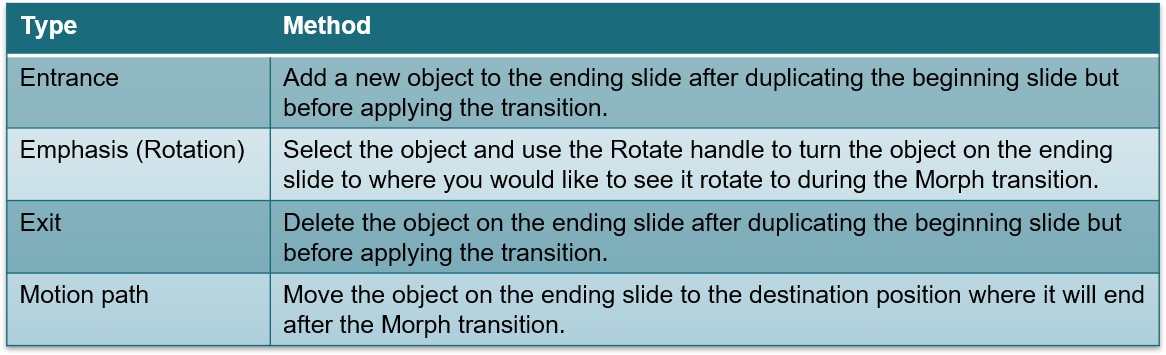 Type Method
Entrance Add a new object to the ending slide after duplicating the beginning slide but
before applying the transition.
Emphasis (Rotation) Select the object and use the Rotate handle to turn the object on the ending
slide to where you would like to see it rotate to during the Morph transition.
Exit Delete the object on the ending slide after duplicating the beginning slide but
before applying the transition.
Motion path Move the object on the ending slide to the destination position where it will end
after the Morph transition.